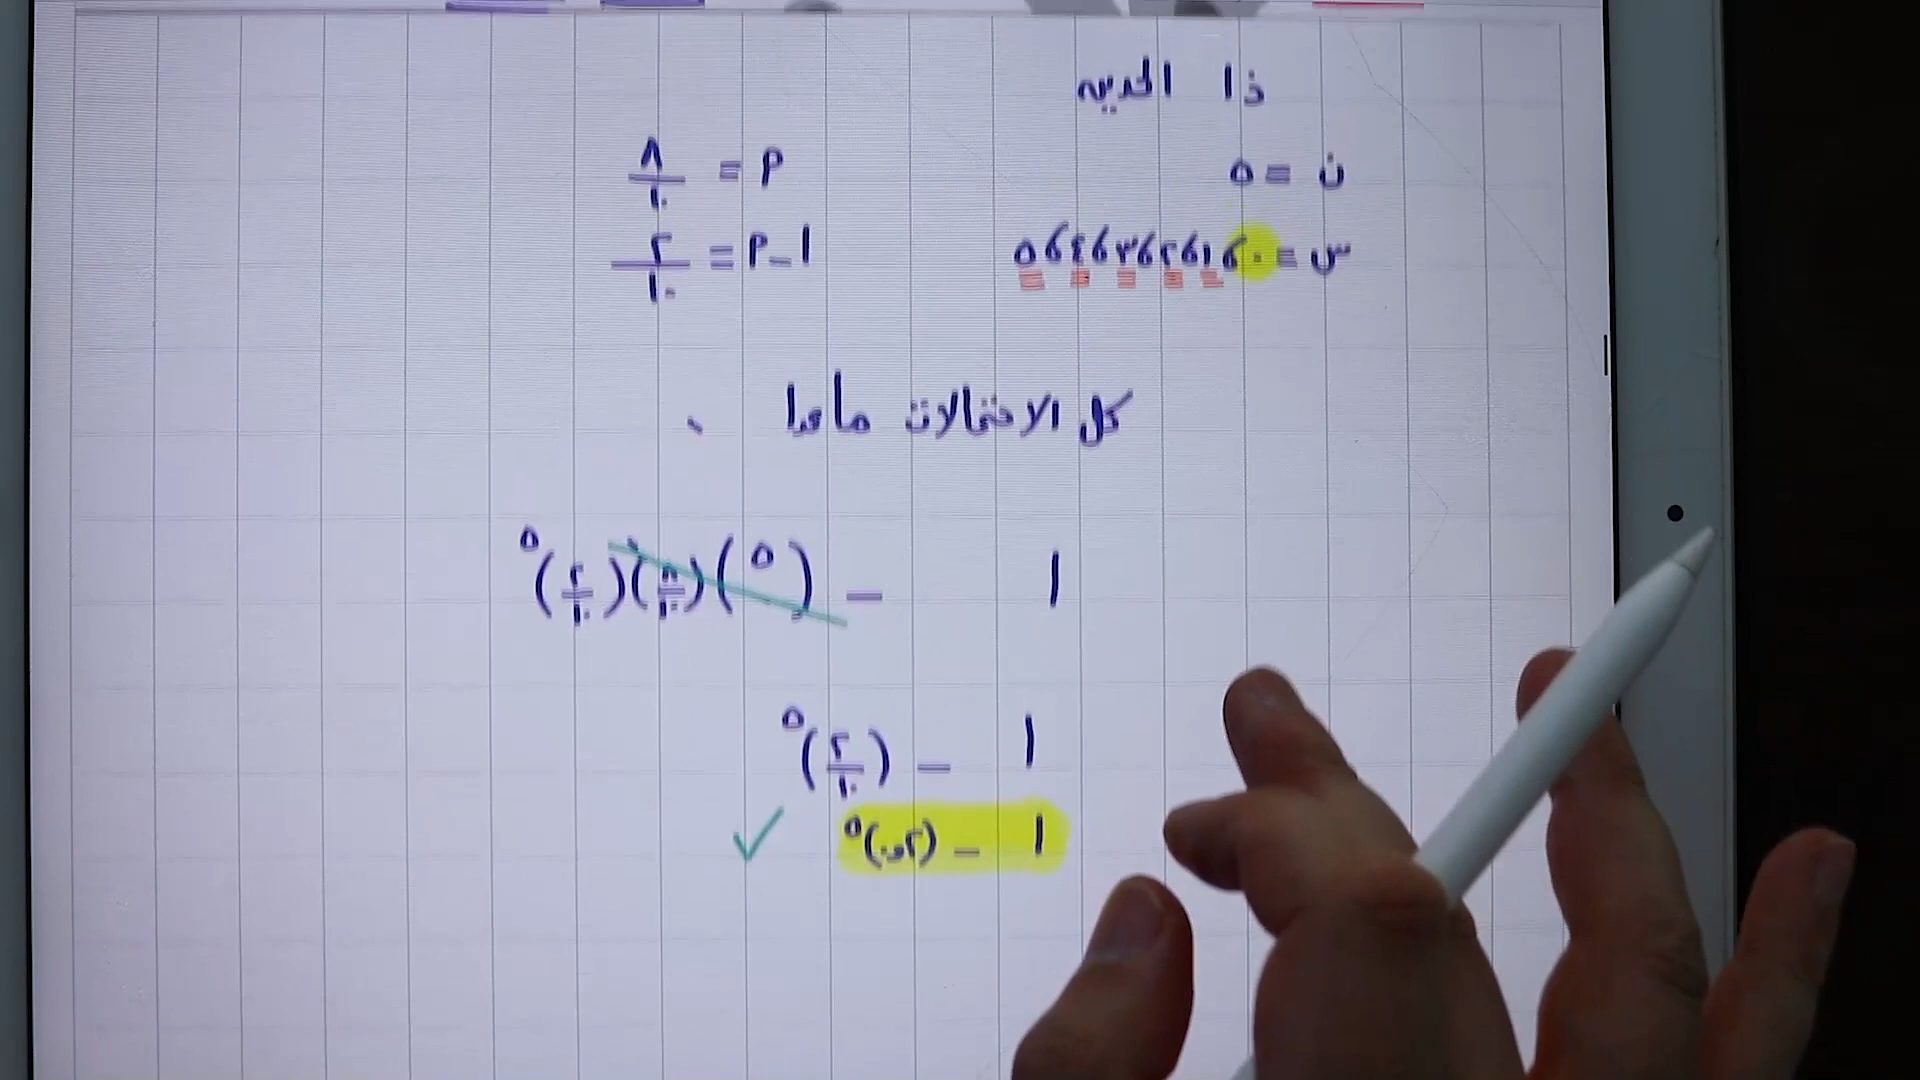 ذا الحدين
ن = ٥
أ = ٨/١٠
س = ٠ ، ١ ، ٢ ، ٣ ، ٤ ، ٥
١ - أ = ٢/١٠
كل الاحتمالات ماعدا ٠
١ - (٥ ٠) (٨/١٠)^٠ (٢/١٠)^٥
١ - (٢/١٠)^٥
١ - (٠,٢)^٥